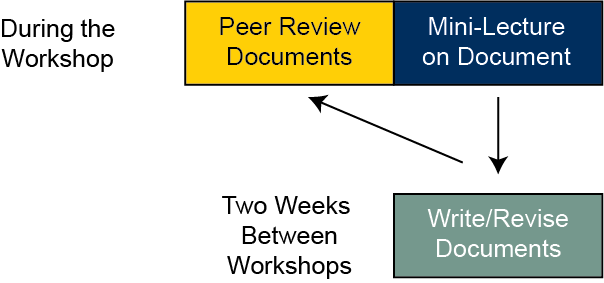 During the
Workshop
Peer Review
Documents
Mini-Lecture
on Document
Two Weeks
Between
Workshops
Write/Revise
Documents